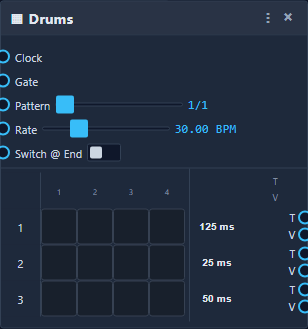 Drums
Clock
Gate
Pattern 1/1
Rate 30.00 BPM
Switch @ End
1 2 3 4 T
V
1 125 ms T
V
2 25 ms T
V
3 50 ms T
V